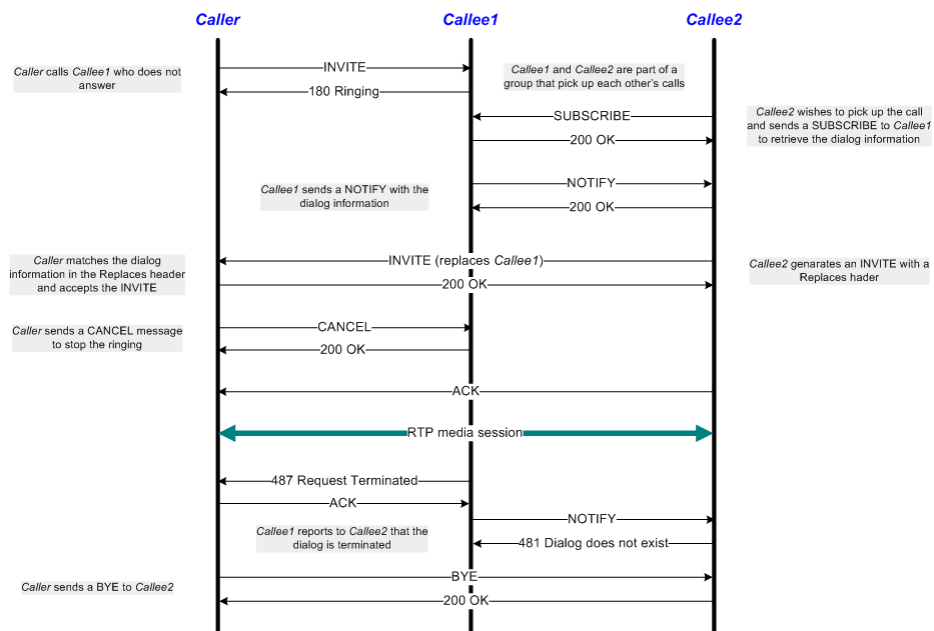 Caller Callee1 Callee2
INVITE
Caller calls Callee1 who does not
answer
Callee1 and Callee2 are part of a
group that pick up each other's calls
180 Ringing
SUBSCRIBE
Callee2 wishes to pick up the call
and sends a SUBSCRIBE to Callee1
to retrieve the dialog information
200 OK
NOTIFY
Callee1 sends a NOTIFY with the
dialog information
200 OK
Caller matches the dialog
information in the Replaces header
and accepts the INVITE
INVITE (replaces Callee1)
Callee2 genarates an INVITE with a
Replaces hader
200 OK
Caller sends a CANCEL message
to stop the ringing
CANCEL
200 OK
ACK
RTP media session
487 Request Terminated
ACK
NOTIFY
Callee1 reports to Callee2 that the
dialog is terminated
481 Dialog does not exist
BYE
Caller sends a BYE to Callee2
200 OK